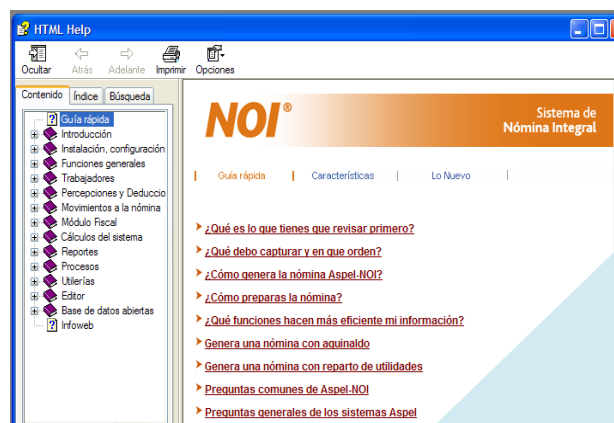 HTML Help
Ocultar Atrás Adelante Imprimir Opciones
Contenido Índice Búsqueda
Guía rápida
Introducción
Instalación, configuración
Funciones generales
Trabajadores
Percepciones y Deduccio
Movimientos a la nómina
Módulo Fiscal
Cálculos del sistema
Reportes
Procesos
Utilerías
Editor
Base de datos abiertas
Infoweb
NOI®
Sistema de
Nómina Integral
Guía rápida | Características | Lo Nuevo |
¿Qué es lo que tienes que revisar primero?
¿Qué debo capturar y en que orden?
¿Cómo genera la nómina Aspel-NOI?
¿Cómo preparas la nómina?
¿Qué funciones hacen más eficiente mi información?
Genera una nómina con aguinaldo
Genera una nómina con reparto de utilidades
Preguntas comunes de Aspel-NOI
Preguntas generales de los sistemas Aspel